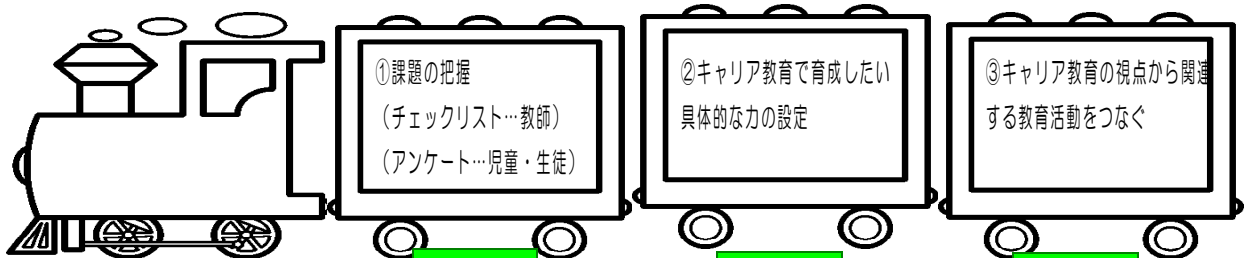 ①課題の把握
(チェックリスト…教師)
(アンケート…児童・生徒)
②キャリア教育で育成したい
具体的な力の設定
③キャリア教育の視点から関連
する教育活動をつなぐ